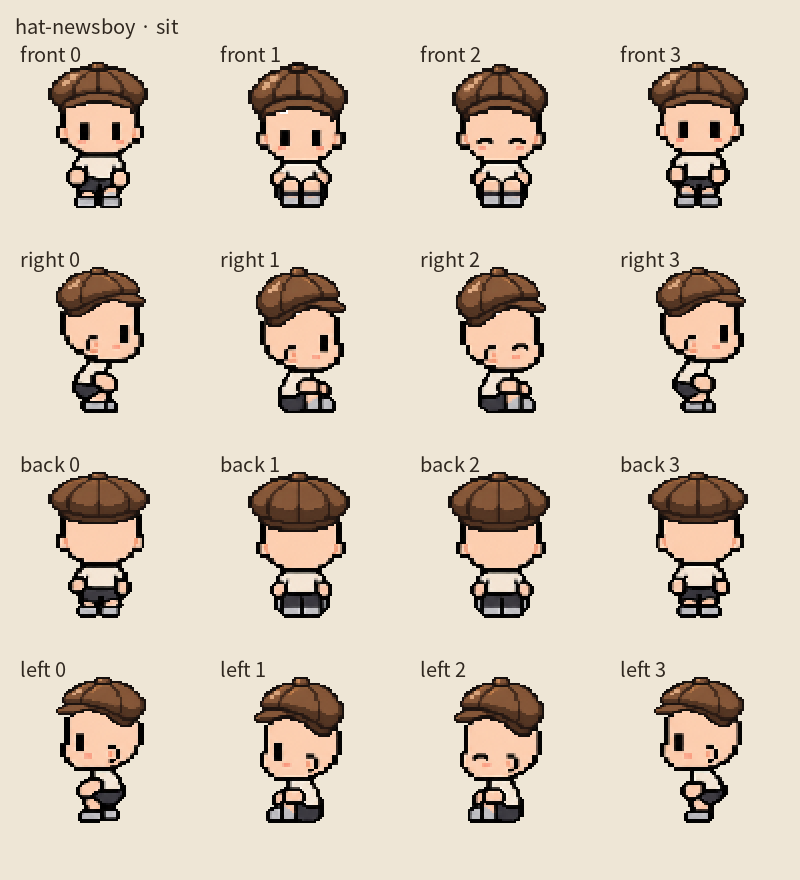 hat-newsboy · sit
front 0 front 1 front 2 front 3
right 0 right 1 right 2 right 3
back 0 back 1 back 2 back 3
left 0 left 1 left 2 left 3